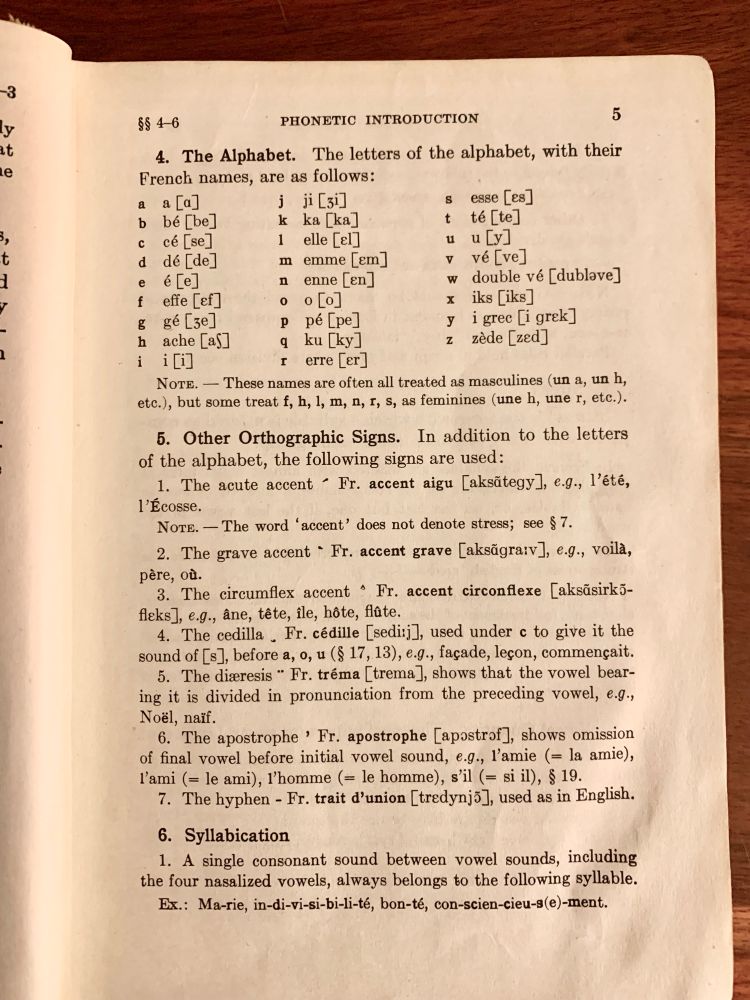 -3
ly
at
ne
s,
t
d
y
§§ 4–6 PHONETIC INTRODUCTION 5
4. The Alphabet. The letters of the alphabet, with their
French names, are as follows:
a a [ɑ] j ji [ʒi] s esse [ɛs]
b bé [be] k ka [ka] t té [te]
c cé [se] l elle [ɛl] u u [y]
d dé [de] m emme [ɛm] v vé [ve]
e é [e] n enne [ɛn] w double vé [dubləve]
f effe [ɛf] o o [o] x iks [iks]
g gé [ʒe] p pé [pe] y i grec [i grɛk]
h ache [aʃ] q ku [ky] z zède [zɛd]
i i [i] r erre [ɛr]
NOTE. — These names are often all treated as masculines (un a, un h,
etc.), but some treat f, h, l, m, n, r, s, as feminines (une h, une r, etc.).
5. Other Orthographic Signs. In addition to the letters
of the alphabet, the following signs are used:
1. The acute accent ´ Fr. accent aigu [aksɑ̃tegy], e.g., l'été,
l'Écosse.
NOTE. — The word 'accent' does not denote stress; see § 7.
2. The grave accent ` Fr. accent grave [aksɑ̃graːv], e.g., voilà,
père, où.
3. The circumflex accent ^ Fr. accent circonflexe [aksɑ̃sirkɔ̃-
flɛks], e.g., âne, tête, île, hôte, flûte.
4. The cedilla ¸ Fr. cédille [sediːj], used under c to give it the
sound of [s], before a, o, u (§ 17, 13), e.g., façade, leçon, commençait.
5. The diæresis ¨ Fr. tréma [trema], shows that the vowel bear-
ing it is divided in pronunciation from the preceding vowel, e.g.,
Noël, naïf.
6. The apostrophe ' Fr. apostrophe [apɔstrɔf], shows omission
of final vowel before initial vowel sound, e.g., l'amie (= la amie),
l'ami (= le ami), l'homme (= le homme), s'il (= si il), § 19.
7. The hyphen - Fr. trait d'union [trɛdynjɔ̃], used as in English.
6. Syllabication
1. A single consonant sound between vowel sounds, including
the four nasalized vowels, always belongs to the following syllable.
Ex.: Ma-rie, in-di-vi-si-bi-li-té, bon-té, con-scien-cieu-s(e)-ment.